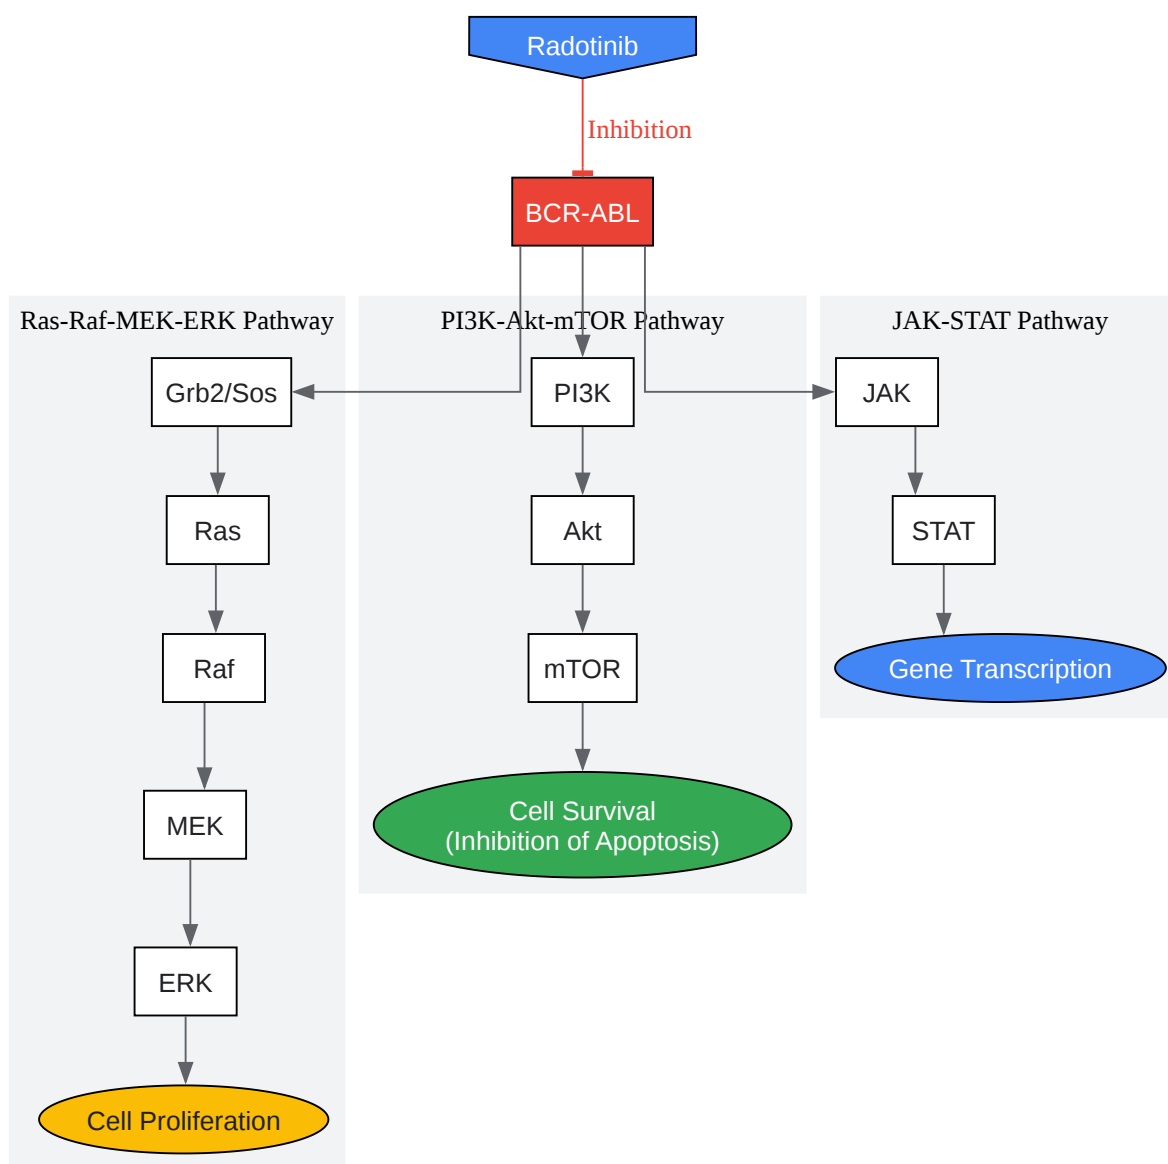 Radotinib
Inhibition
BCR-ABL
Ras-Raf-MEK-ERK Pathway
Grb2/Sos
Ras
Raf
MEK
ERK
Cell Proliferation
PI3K-Akt-mTOR Pathway
PI3K
Akt
mTOR
Cell Survival
(Inhibition of Apoptosis)
JAK-STAT Pathway
JAK
STAT
Gene Transcription